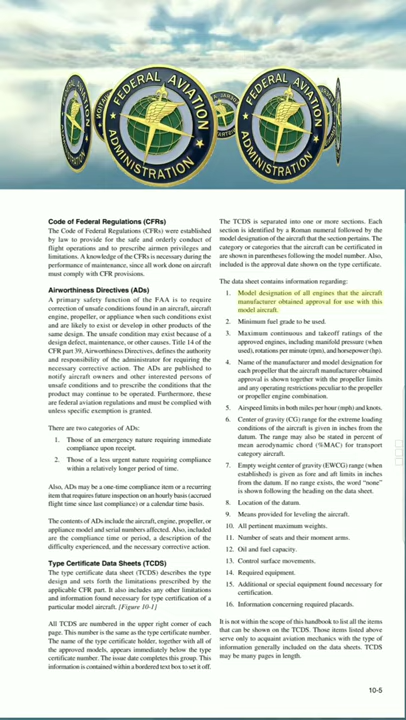 FEDERAL AVIATION
ADMINISTRATION
FEDERAL AVIATION
ADMINISTRATION
Code of Federal Regulations (CFRs)
The Code of Federal Regulations (CFRs) were established
by law to provide for the safe and orderly conduct of
flight operations and to prescribe airmen privileges and
limitations. A knowledge of the CFRs is necessary during the
performance of maintenance, since all work done on aircraft
must comply with CFR provisions.
Airworthiness Directives (ADs)
A primary safety function of the FAA is to require
correction of unsafe conditions found in an aircraft, aircraft
engine, propeller, or appliance when such conditions exist
and are likely to exist or develop in other products of the
same design. The unsafe condition may exist because of a
design defect, maintenance, or other causes. Title 14 of the
CFR part 39, Airworthiness Directives, defines the authority
and responsibility of the administrator for requiring the
necessary corrective action. The ADs are published to
notify aircraft owners and other interested persons of
unsafe conditions and to prescribe the conditions that the
product may continue to be operated. Furthermore, these
are federal aviation regulations and must be complied with
unless specific exemption is granted.
There are two categories of ADs:
1. Those of an emergency nature requiring immediate
compliance upon receipt.
2. Those of a less urgent nature requiring compliance
within a relatively longer period of time.
Also, ADs may be a one-time compliance item or a recurring
item that requires future inspection on an hourly basis (accrued
flight time since last compliance) or a calendar time basis.
The contents of ADs include the aircraft, engine, propeller, or
appliance model and serial numbers affected. Also, included
are the compliance time or period, a description of the
difficulty experienced, and the necessary corrective action.
Type Certificate Data Sheets (TCDS)
The type certificate data sheet (TCDS) describes the type
design and sets forth the limitations prescribed by the
applicable CFR part. It also includes any other limitations
and information found necessary for type certification of a
particular model aircraft. [Figure 10-1]
All TCDS are numbered in the upper right corner of each
page. This number is the same as the type certificate number.
The name of the type certificate holder, together with all of
the approved models, appears immediately below the type
certificate number. The issue date completes this group. This
information is contained within a bordered text box to set it off.
The TCDS is separated into one or more sections. Each
section is identified by a Roman numeral followed by the
model designation of the aircraft that the section pertains. The
category or categories that the aircraft can be certificated in
are shown in parentheses following the model number. Also,
included is the approval date shown on the type certificate.
The data sheet contains information regarding:
1. Model designation of all engines that the aircraft
manufacturer obtained approval for use with this
model aircraft.
2. Minimum fuel grade to be used.
3. Maximum continuous and takeoff ratings of the
approved engines, including manifold pressure (when
used), rotations per minute (rpm), and horsepower (hp).
4. Name of the manufacturer and model designation for
each propeller that the aircraft manufacturer obtained
approval is shown together with the propeller limits
and any operating restrictions peculiar to the propeller
or propeller engine combination.
5. Airspeed limits in both miles per hour (mph) and knots.
6. Center of gravity (CG) range for the extreme loading
conditions of the aircraft is given in inches from the
datum. The range may also be stated in percent of
mean aerodynamic chord (%MAC) for transport
category aircraft.
7. Empty weight center of gravity (EWCG) range (when
established) is given as fore and aft limits in inches
from the datum. If no range exists, the word “none”
is shown following the heading on the data sheet.
8. Location of the datum.
9. Means provided for leveling the aircraft.
10. All pertinent maximum weights.
11. Number of seats and their moment arms.
12. Oil and fuel capacity.
13. Control surface movements.
14. Required equipment.
15. Additional or special equipment found necessary for
certification.
16. Information concerning required placards.
It is not within the scope of this handbook to list all the items
that can be shown on the TCDS. Those items listed above
serve only to acquaint aviation mechanics with the type of
information generally included on the data sheets. TCDS
may be many pages in length.
10-5